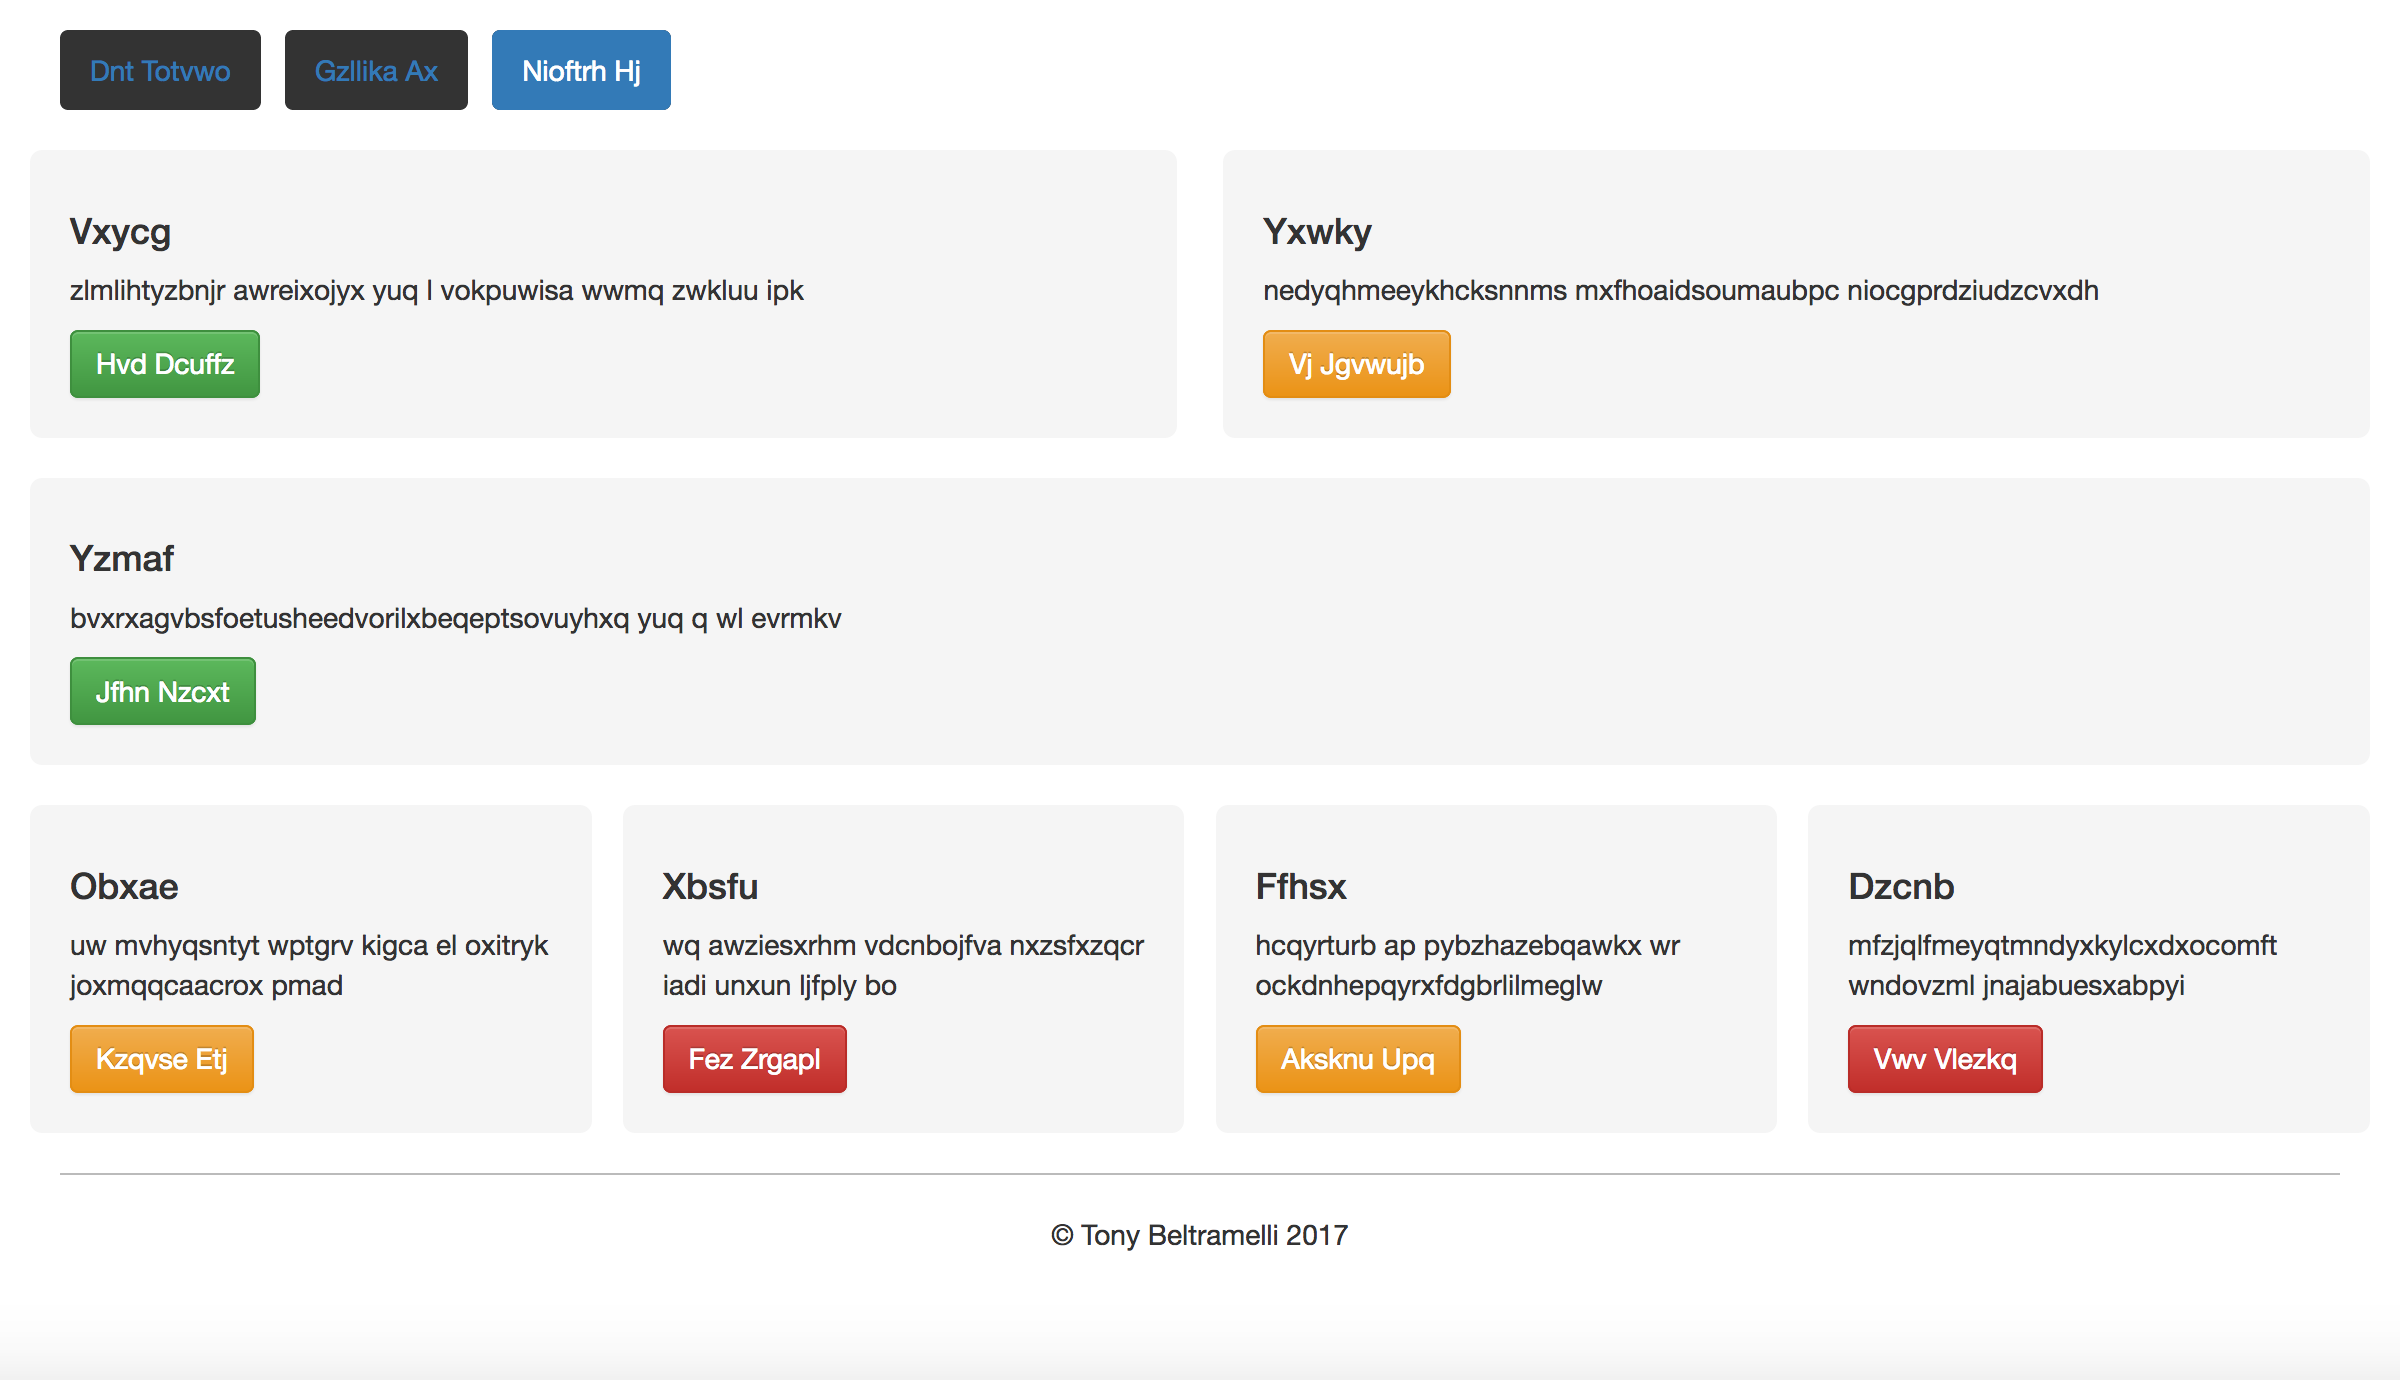 Dnt Totvwo Gzllika Ax Nioftrh Hj
Vxycg
zlmlihtyzbnjr awreixojyx yuq l vokpuwisa wwmq zwkluu ipk
Hvd Dcuffz
Yxwky
nedyqhmeeykhcksnnms mxfhoaidsoumaubpc niocgprdziudzcvxdh
Vj Jgvwujb
Yzmaf
bvxrxagvbsfoetusheedvorilxbeqeptsovuyhxq yuq q wl evrmkv
Jfhn Nzcxt
Obxae
uw mvhyqsntyt wptgrv kigca el oxitryk
joxmqqcaacrox pmad
Kzqvse Etj
Xbsfu
wq awziesxrhm vdcnbojfva nxzsfxzqcr
iadi unxun ljfply bo
Fez Zrgapl
Ffhsx
hcqyrturb ap pybzhazebqawkx wr
ockdnhepqyrxfdgbrlilmeglw
Aksknu Upq
Dzcnb
mfzjqlfmeyqtmndyxkylcxdxocomft
wndovzml jnajabuesxabpyi
Vwv Vlezkq
© Tony Beltramelli 2017